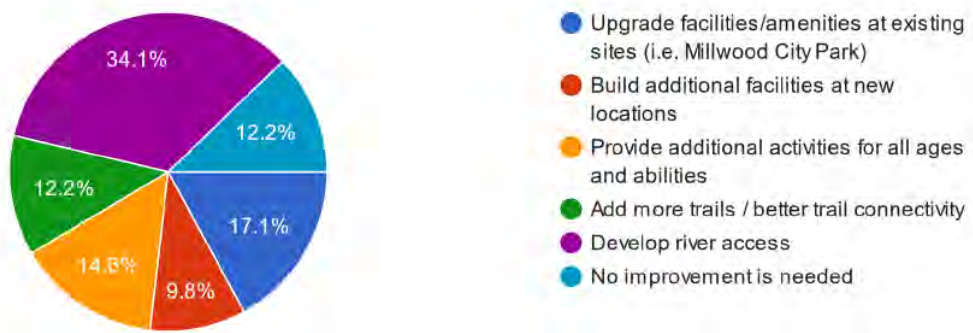 34.1%
12.2%
12.2%
17.1%
14.6%
9.8%
Upgrade facilities/amenities at existing
sites (i.e. Millwood City Park)
Build additional facilities at new
locations
Provide additional activities for all ages
and abilities
Add more trails / better trail connectivity
Develop river access
No improvement is needed